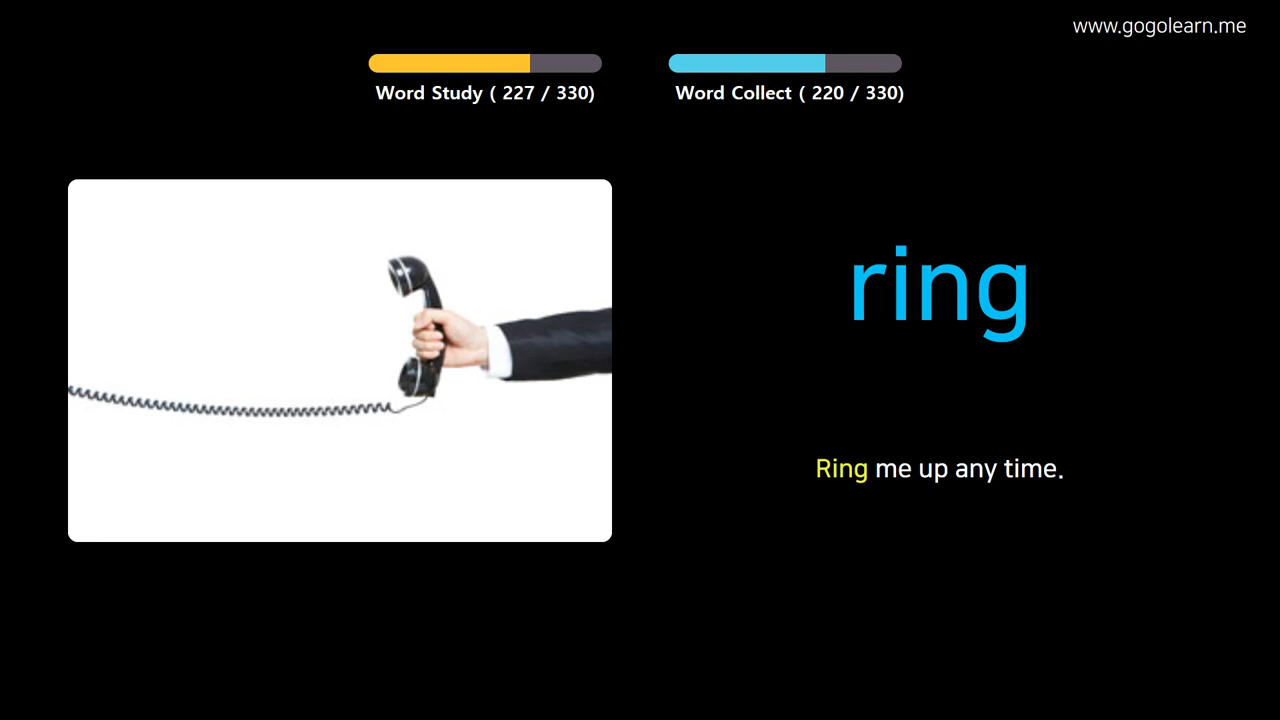 www.gogolearn.me
Word Study ( 227 / 330)
Word Collect ( 220 / 330)
ring
Ring me up any time.